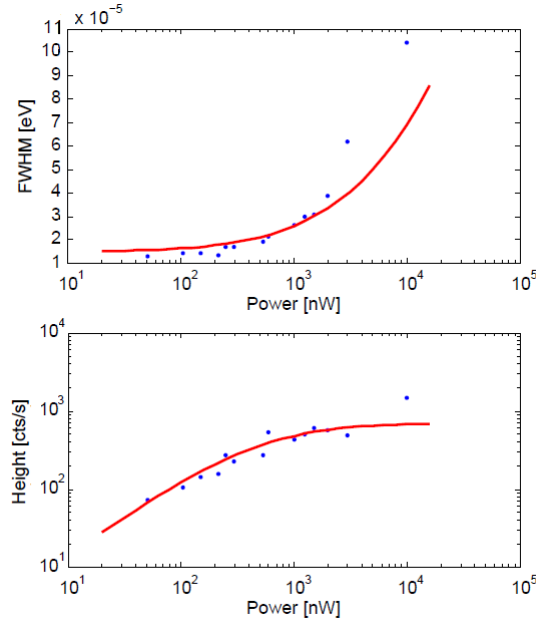 x 10⁻⁵
11
10
9
8
7
6
5
4
3
2
1
FWHM [eV]
10¹ 10² 10³ 10⁴ 10⁵
Power [nW]
10⁴
10³
10²
10¹
Height [cts/s]
10¹ 10² 10³ 10⁴ 10⁵
Power [nW]